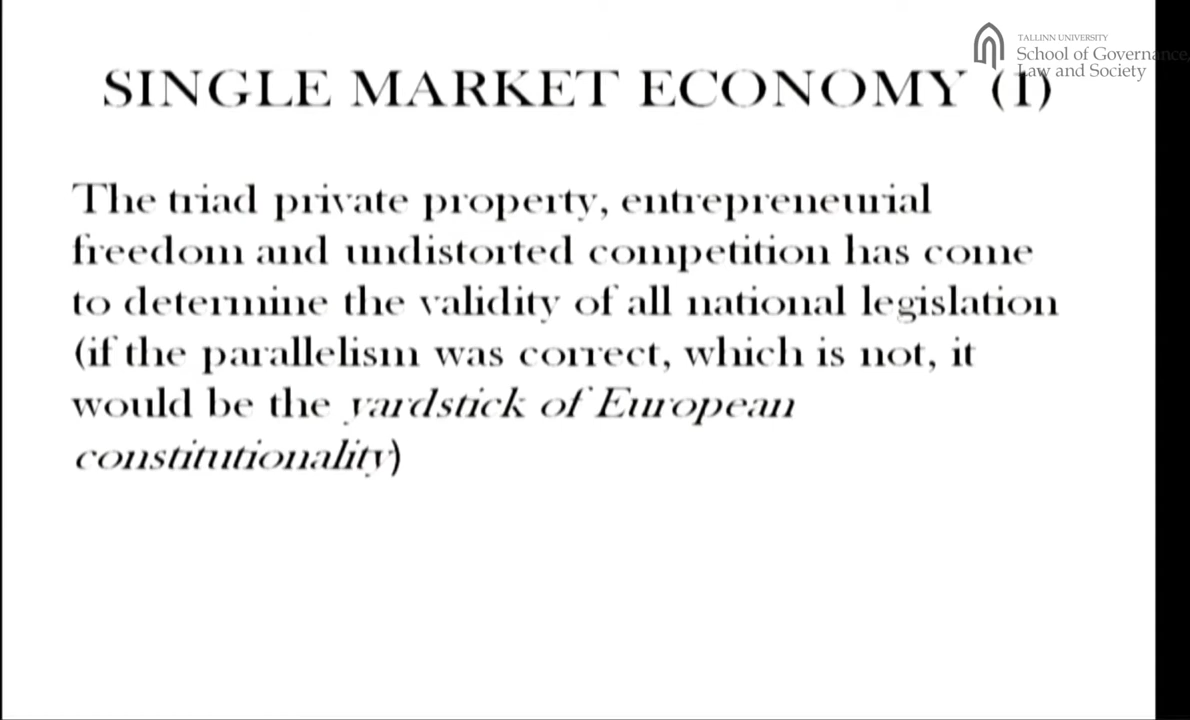 TALLINN UNIVERSITY
School of Governance,
Law and Society
SINGLE MARKET ECONOMY (I)
The triad private property, entrepreneurial
freedom and undistorted competition has come
to determine the validity of all national legislation
(if the parallelism was correct, which is not, it
would be the yardstick of European
constitutionality)